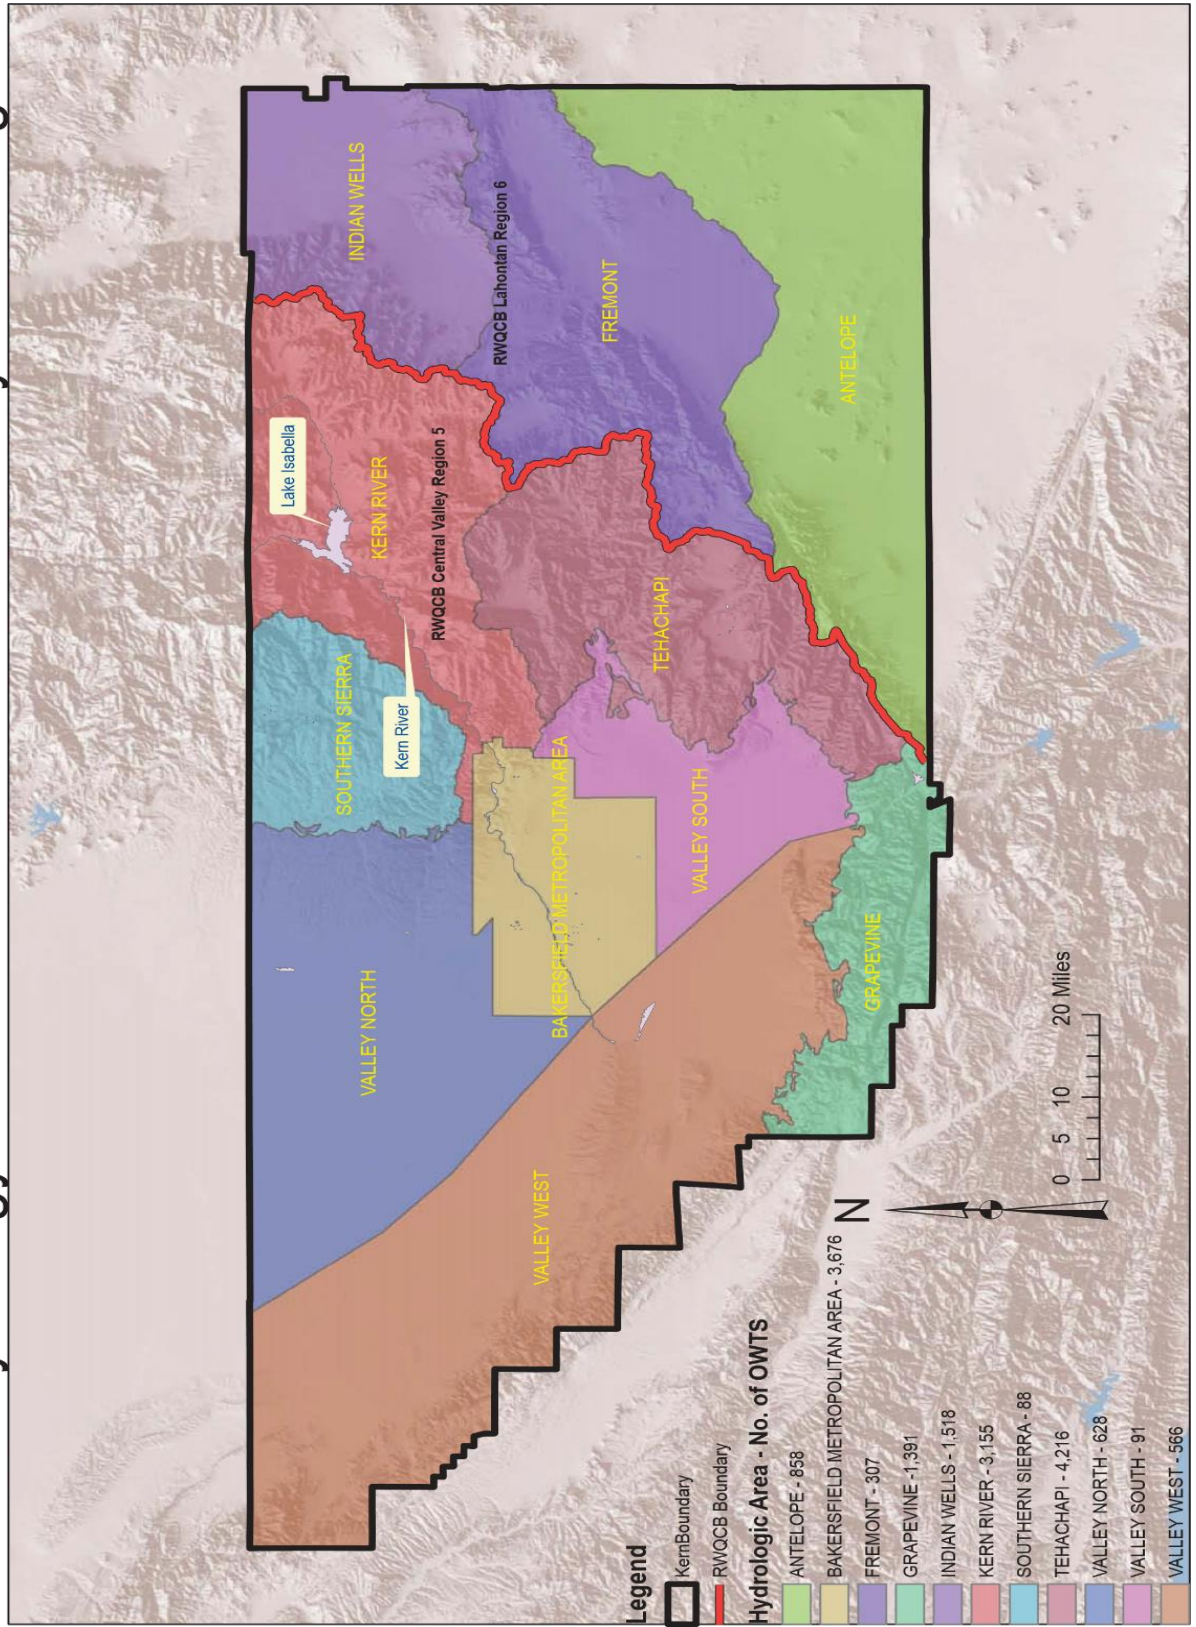 INDIAN WELLS
RWQCB Lahontan Region 6
FREMONT
ANTELOPE
Lake Isabella
KERN RIVER
RWQCB Central Valley Region 5
TEHACHAPI
SOUTHERN SIERRA
Kern River
BAKERSFIELD METROPOLITAN AREA
VALLEY SOUTH
VALLEY NORTH
GRAPEVINE
VALLEY WEST
N
0 5 10 20 Miles
Legend
KernBoundary
RWQCB Boundary
Hydrologic Area - No. of OWTS
ANTELOPE - 858
BAKERSFIELD METROPOLITAN AREA - 3,676
FREMONT - 307
GRAPEVINE -1,391
INDIAN WELLS - 1,518
KERN RIVER - 3,155
SOUTHERN SIERRA - 88
TEHACHAPI - 4,216
VALLEY NORTH - 628
VALLEY SOUTH - 91
VALLEY WEST - 566